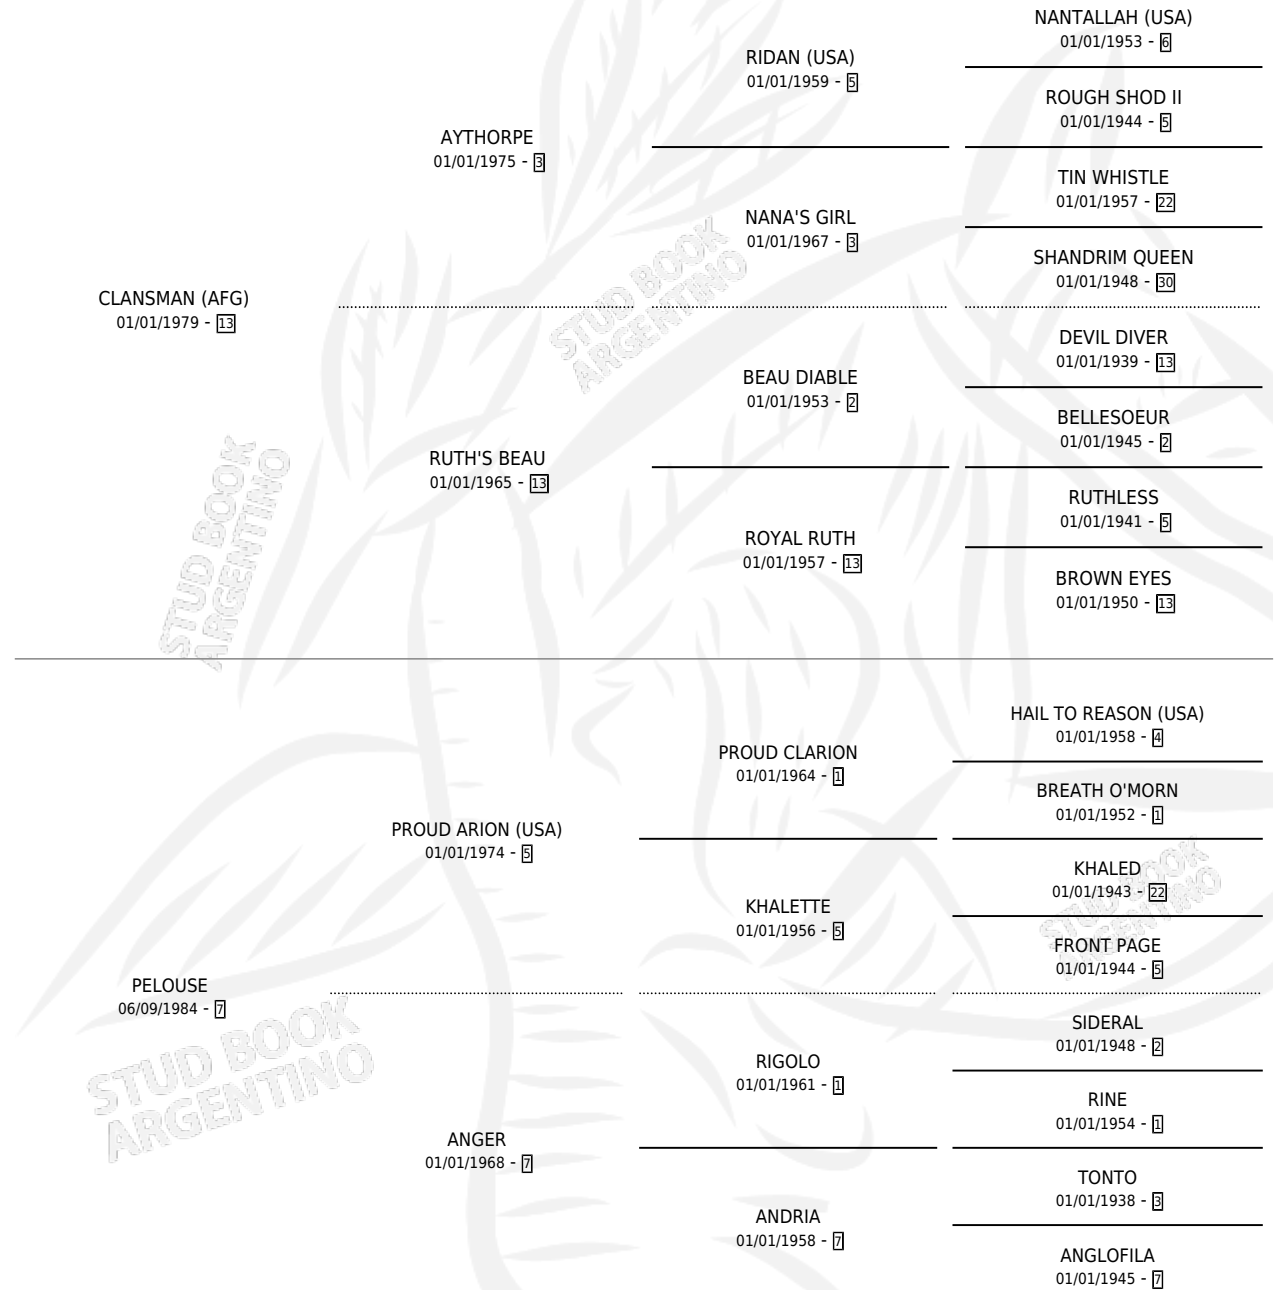 NANTALLAH (USA)
01/01/1953 - 6
RIDAN (USA)
01/01/1959 - 5
ROUGH SHOD II
01/01/1944 - 5
AYTHORPE
01/01/1975 - 3
TIN WHISTLE
01/01/1957 - 22
NANA'S GIRL
01/01/1967 - 3
SHANDRIM QUEEN
01/01/1948 - 30
CLANSMAN (AFG)
01/01/1979 - 13
DEVIL DIVER
01/01/1939 - 13
BEAU DIABLE
01/01/1953 - 2
BELLESOEUR
01/01/1945 - 2
RUTH'S BEAU
01/01/1965 - 13
RUTHLESS
01/01/1941 - 5
ROYAL RUTH
01/01/1957 - 13
BROWN EYES
01/01/1950 - 13
HAIL TO REASON (USA)
01/01/1958 - 4
PROUD CLARION
01/01/1964 - 1
BREATH O'MORN
01/01/1952 - 1
PROUD ARION (USA)
01/01/1974 - 5
KHALED
01/01/1943 - 22
KHALETTE
01/01/1956 - 5
FRONT PAGE
01/01/1944 - 5
PELOUSE
06/09/1984 - 7
SIDERAL
01/01/1948 - 2
RIGOLO
01/01/1961 - 1
RINE
01/01/1954 - 1
ANGER
01/01/1968 - 7
TONTO
01/01/1938 - 3
ANDRIA
01/01/1958 - 7
ANGLOFILA
01/01/1945 - 7
STUD BOOK
ARGENTINO
STUD BOOK
ARGENTINO
STUD BOOK
ARGENTINO
STUD BOOK
ARGENTINO